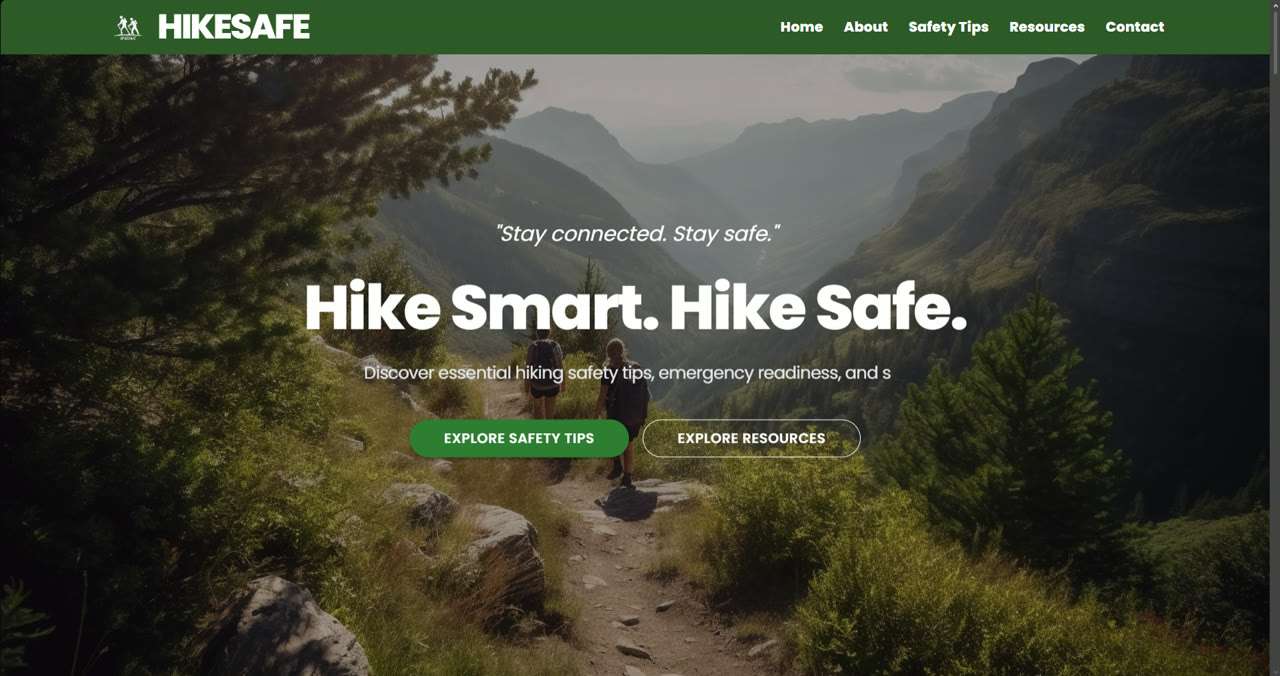 HIKESAFE
Home About Safety Tips Resources Contact
"Stay connected. Stay safe."
Hike Smart. Hike Safe.
Discover essential hiking safety tips, emergency readiness, and s
EXPLORE SAFETY TIPS EXPLORE RESOURCES